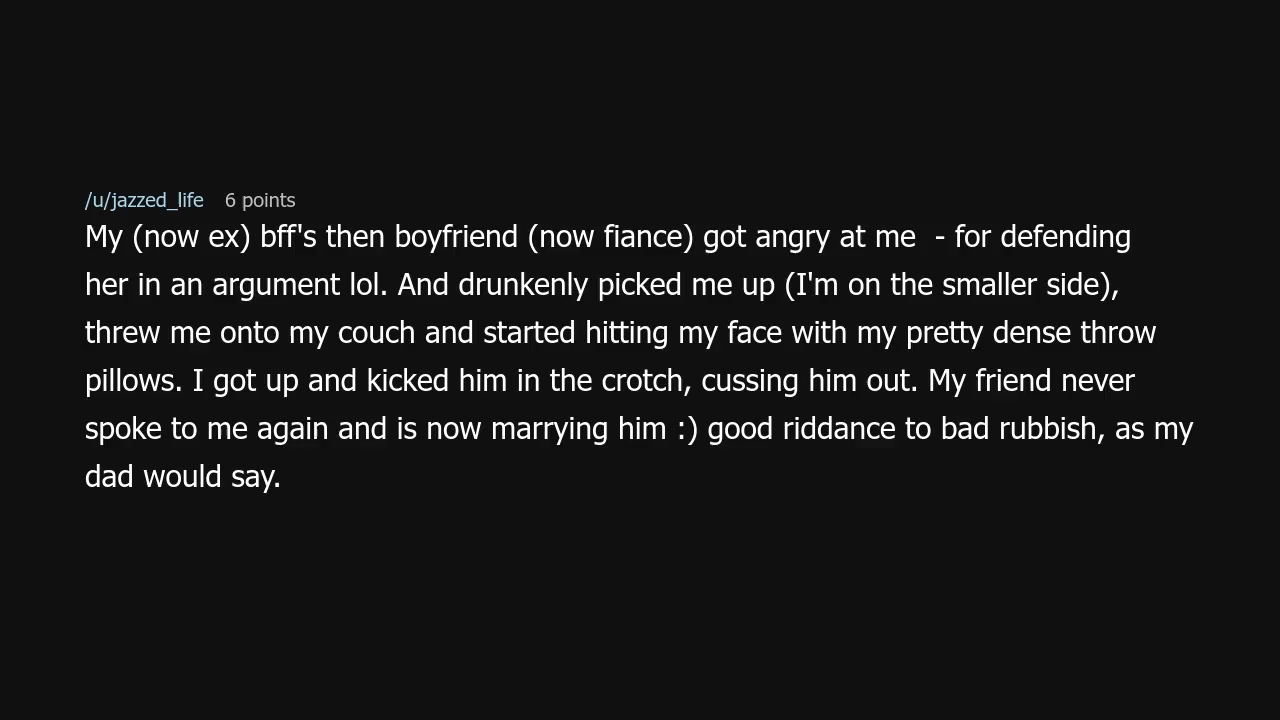 /u/jazzed_life 6 points
My (now ex) bff's then boyfriend (now fiance) got angry at me  - for defending
her in an argument lol. And drunkenly picked me up (I'm on the smaller side),
threw me onto my couch and started hitting my face with my pretty dense throw
pillows. I got up and kicked him in the crotch, cussing him out. My friend never
spoke to me again and is now marrying him :) good riddance to bad rubbish, as my
dad would say.